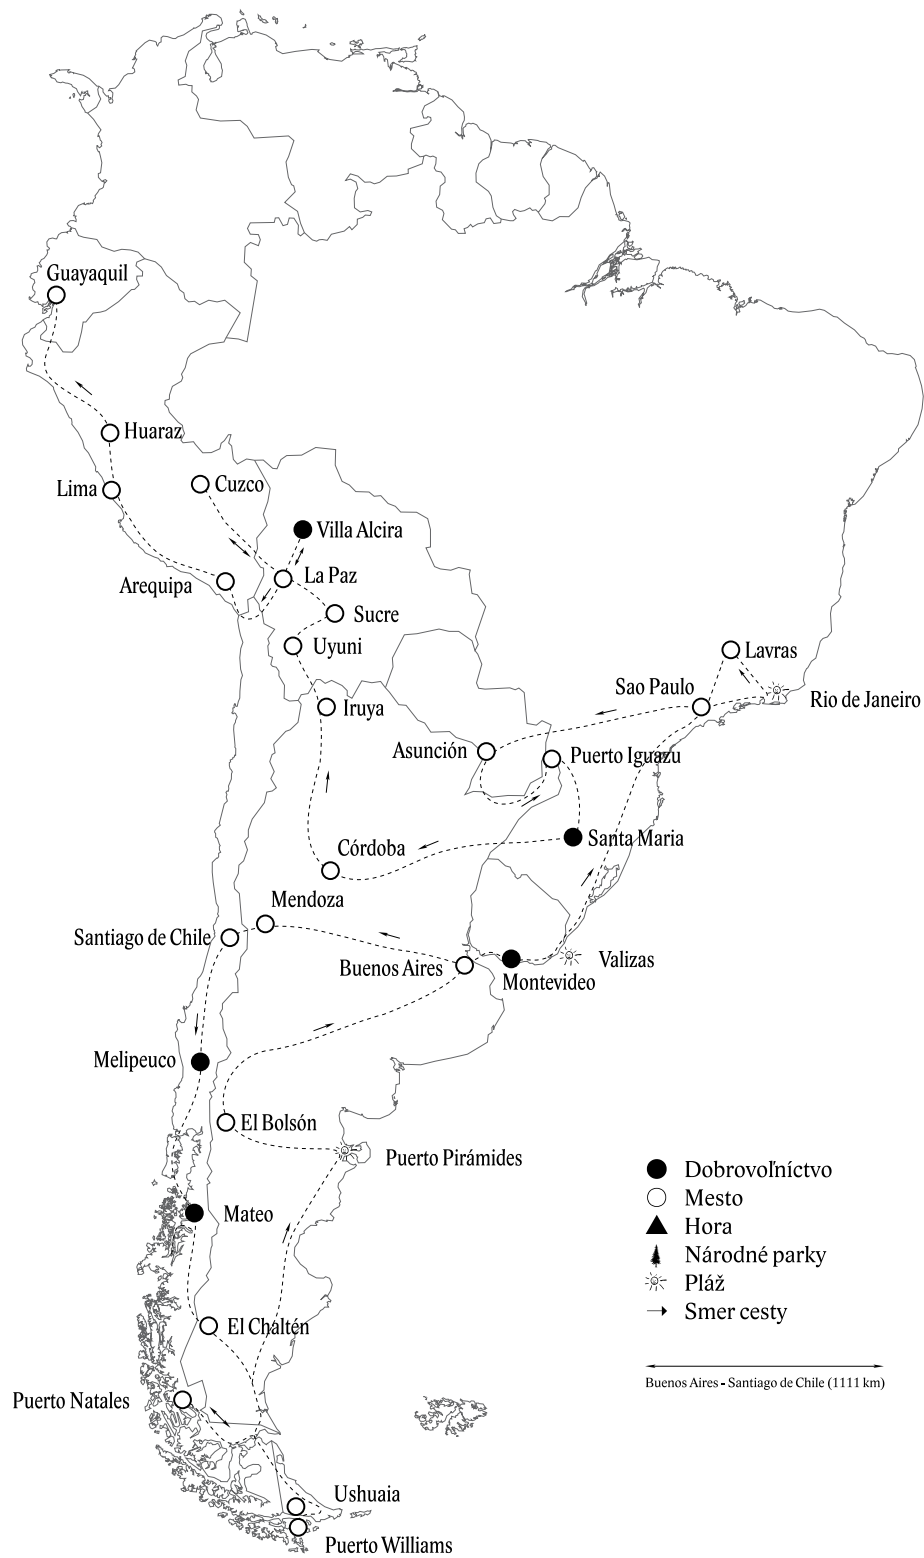 Guayaquil
Huaraz
Cuzco
Lima
Villa Alcira
La Paz
Arequipa
Sucre
Uyuni
Lavras
Sao Paulo
Rio de Janeiro
Iruya
Asunción
Puerto Iguazu
Santa Maria
Córdoba
Mendoza
Santiago de Chile
Buenos Aires
Valizas
Montevideo
Melipeuco
El Bolsón
Puerto Pirámides
Dobrovoľníctvo
Mesto
Mateo
Hora
Národné parky
Pláž
Smer cesty
El Chaltén
Buenos Aires - Santiago de Chile (1111 km)
Puerto Natales
Ushuaia
Puerto Williams